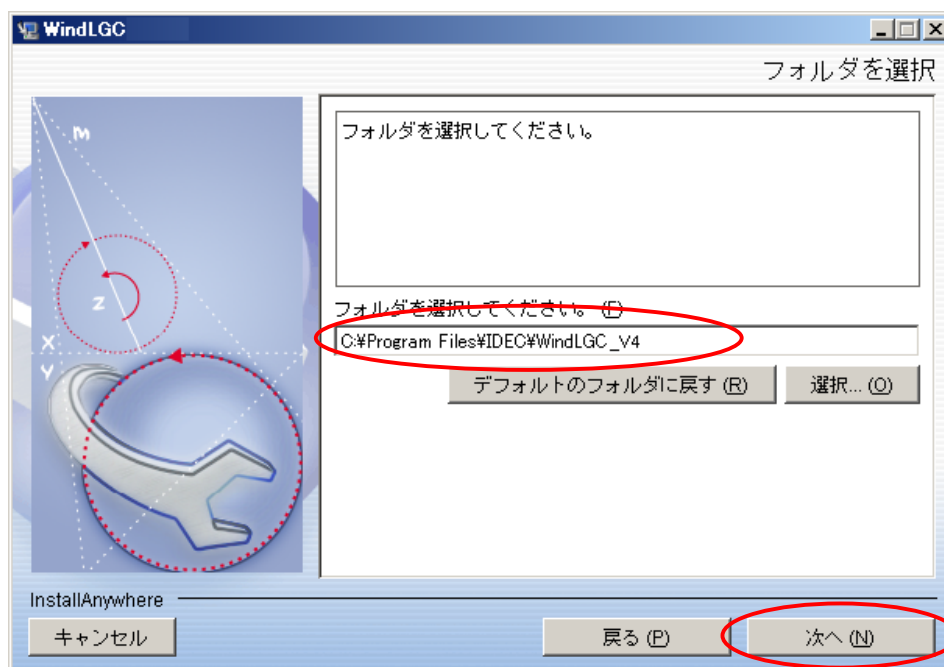 WindLGC
フォルダを選択
フォルダを選択してください。
フォルダを選択してください。 (F)
C:¥Program Files¥IDEC¥WindLGC_V4
デフォルトのフォルダに戻す (R)
選択... (O)
M
Z
X
Y
InstallAnywhere
キャンセル
戻る (P)
次へ (N)